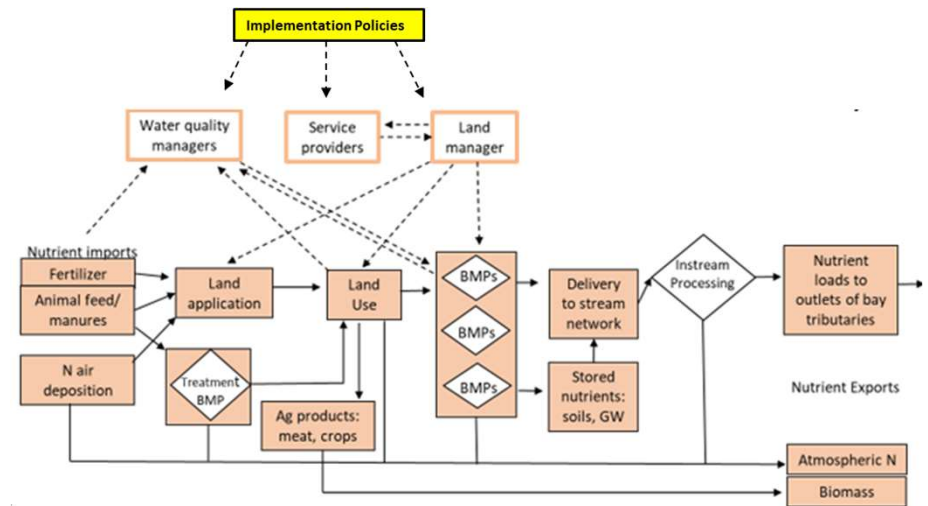 Implementation Policies
Water quality
managers
Service
providers
Land
manager
Nutrient imports
Fertilizer
Animal feed/
manures
N air
deposition
Land
application
Treatment
BMP
Land
Use
Ag products:
meat, crops
BMPs
BMPs
BMPs
Delivery
to stream
network
Stored
nutrients:
soils, GW
Instream
Processing
Nutrient
loads to
outlets of bay
tributaries
Nutrient Exports
Atmospheric N
Biomass